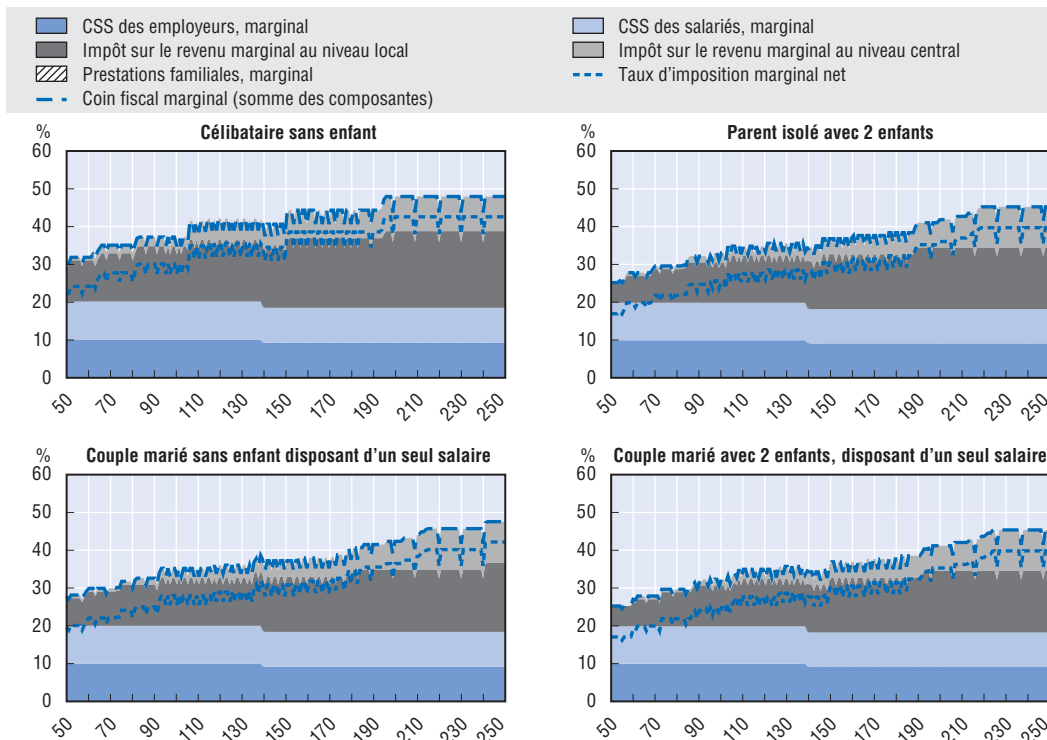 CSS des employeurs, marginal
CSS des salariés, marginal
Impôt sur le revenu marginal au niveau local
Impôt sur le revenu marginal au niveau central
Prestations familiales, marginal
Taux d'imposition marginal net
Coin fiscal marginal (somme des composantes)
% Célibataire sans enfant
60
50
40
30
20
10
0
50 70 90 110 130 150 170 190 210 230 250
% Parent isolé avec 2 enfants
60
50
40
30
20
10
0
50 70 90 110 130 150 170 190 210 230 250
% Couple marié sans enfant disposant d'un seul salaire
60
50
40
30
20
10
0
50 70 90 110 130 150 170 190 210 230 250
% Couple marié avec 2 enfants, disposant d'un seul salaire
60
50
40
30
20
10
0
50 70 90 110 130 150 170 190 210 230 250